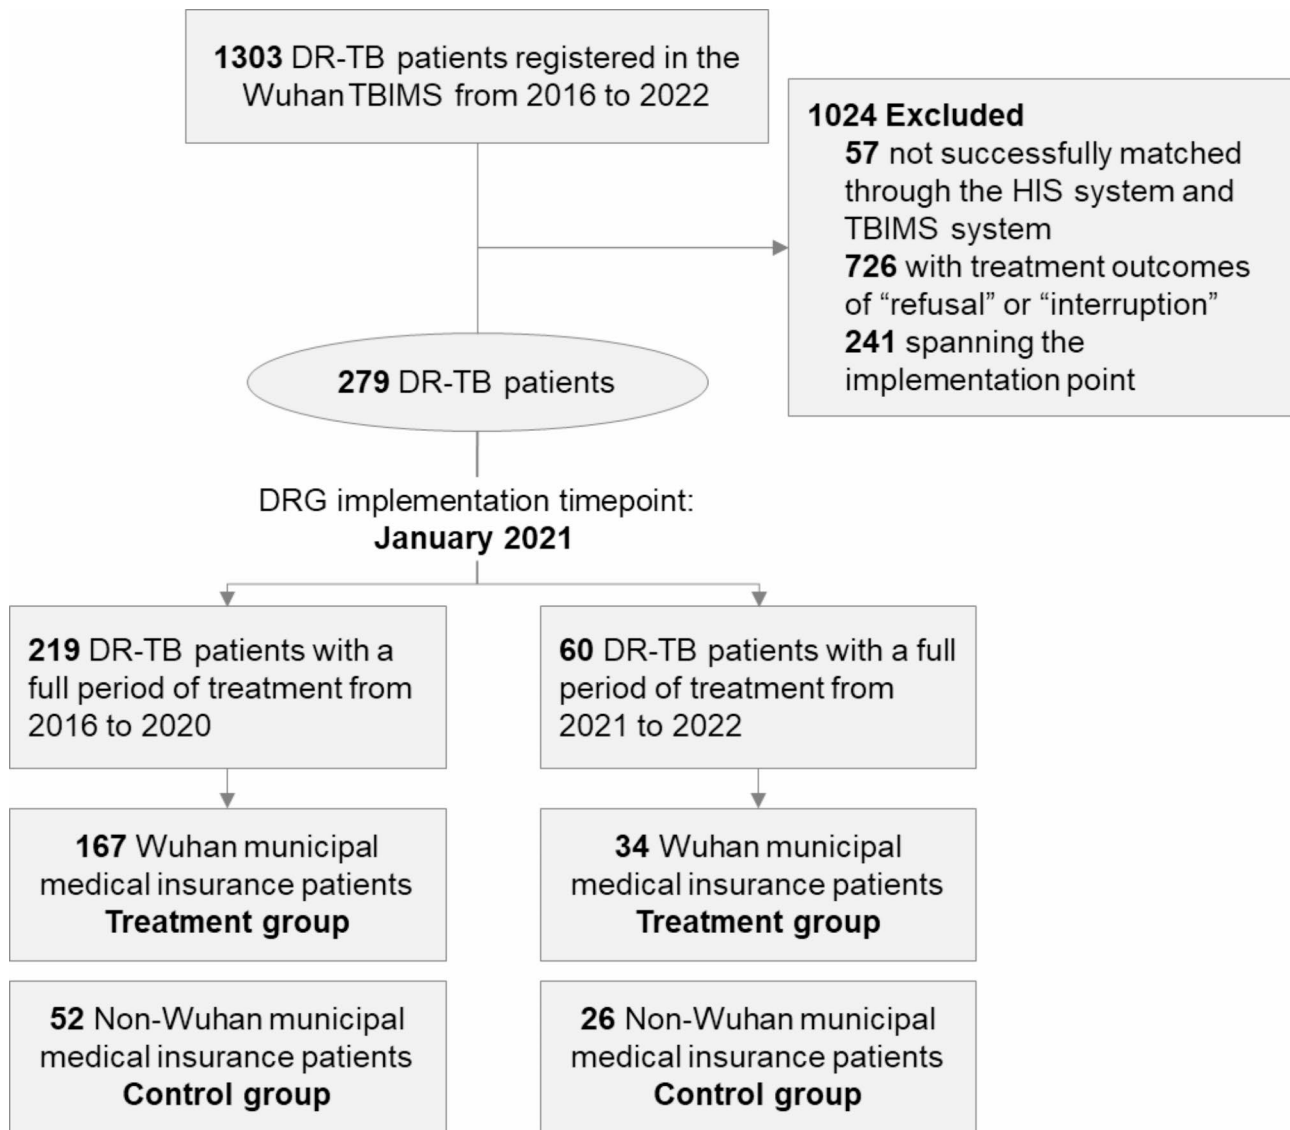 1303 DR-TB patients registered in the
Wuhan TBIMS from 2016 to 2022
1024 Excluded
57 not successfully matched
through the HIS system and
TBIMS system
726 with treatment outcomes
of “refusal” or “interruption”
241 spanning the
implementation point
279 DR-TB patients
DRG implementation timepoint:
January 2021
219 DR-TB patients with a
full period of treatment from
2016 to 2020
60 DR-TB patients with a full
period of treatment from
2021 to 2022
167 Wuhan municipal
medical insurance patients
Treatment group
34 Wuhan municipal
medical insurance patients
Treatment group
52 Non-Wuhan municipal
medical insurance patients
Control group
26 Non-Wuhan municipal
medical insurance patients
Control group